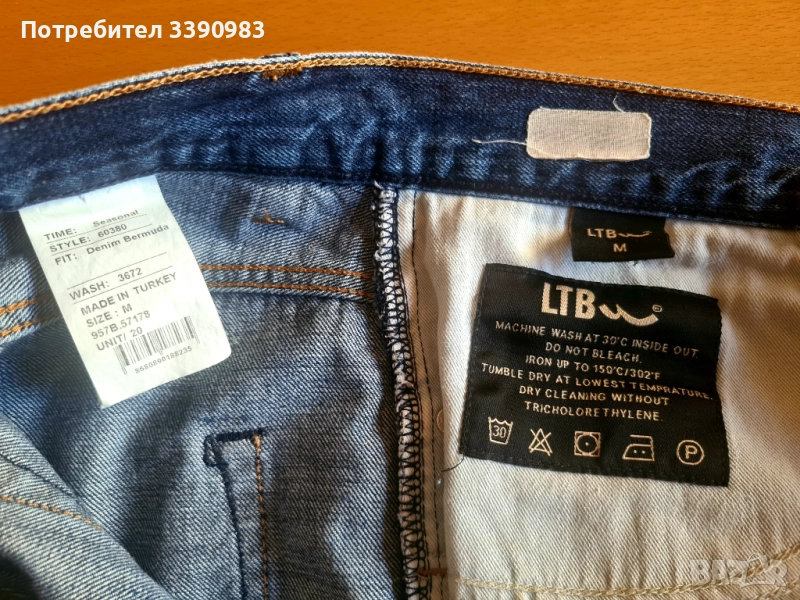 Потребител 3390983
TIME: Seasonal
STYLE: 60380
FIT: Denim Bermuda
WASH: 3672
MADE IN TURKEY
SIZE : M
957B.57178
UNIT/ 20
8680890188235
LTB
M
LTB ®
MACHINE WASH AT 30°C INSIDE OUT.
DO NOT BLEACH.
IRON UP TO 150°C/302°F
TUMBLE DRY AT LOWEST TEMPRATURE.
DRY CLEANING WITHOUT
TRICHOLORETHYLENE.
30
P
BAZAR